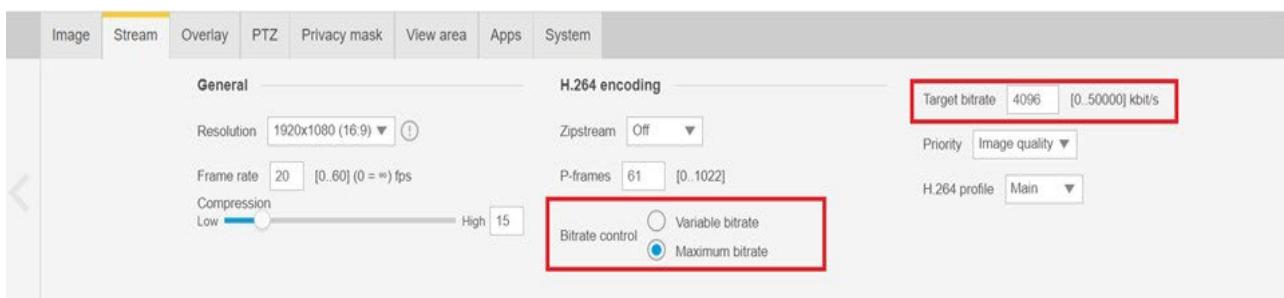 Image Stream Overlay PTZ Privacy mask View area Apps System
General
Resolution 1920x1080 (16:9)
Frame rate 20 [0..60] (0 = ∞) fps
Compression
Low High 15
H.264 encoding
Zipstream Off
P-frames 61 [0..1022]
Bitrate control Variable bitrate
Maximum bitrate
Target bitrate 4096 [0..50000] kbit/s
Priority Image quality
H.264 profile Main